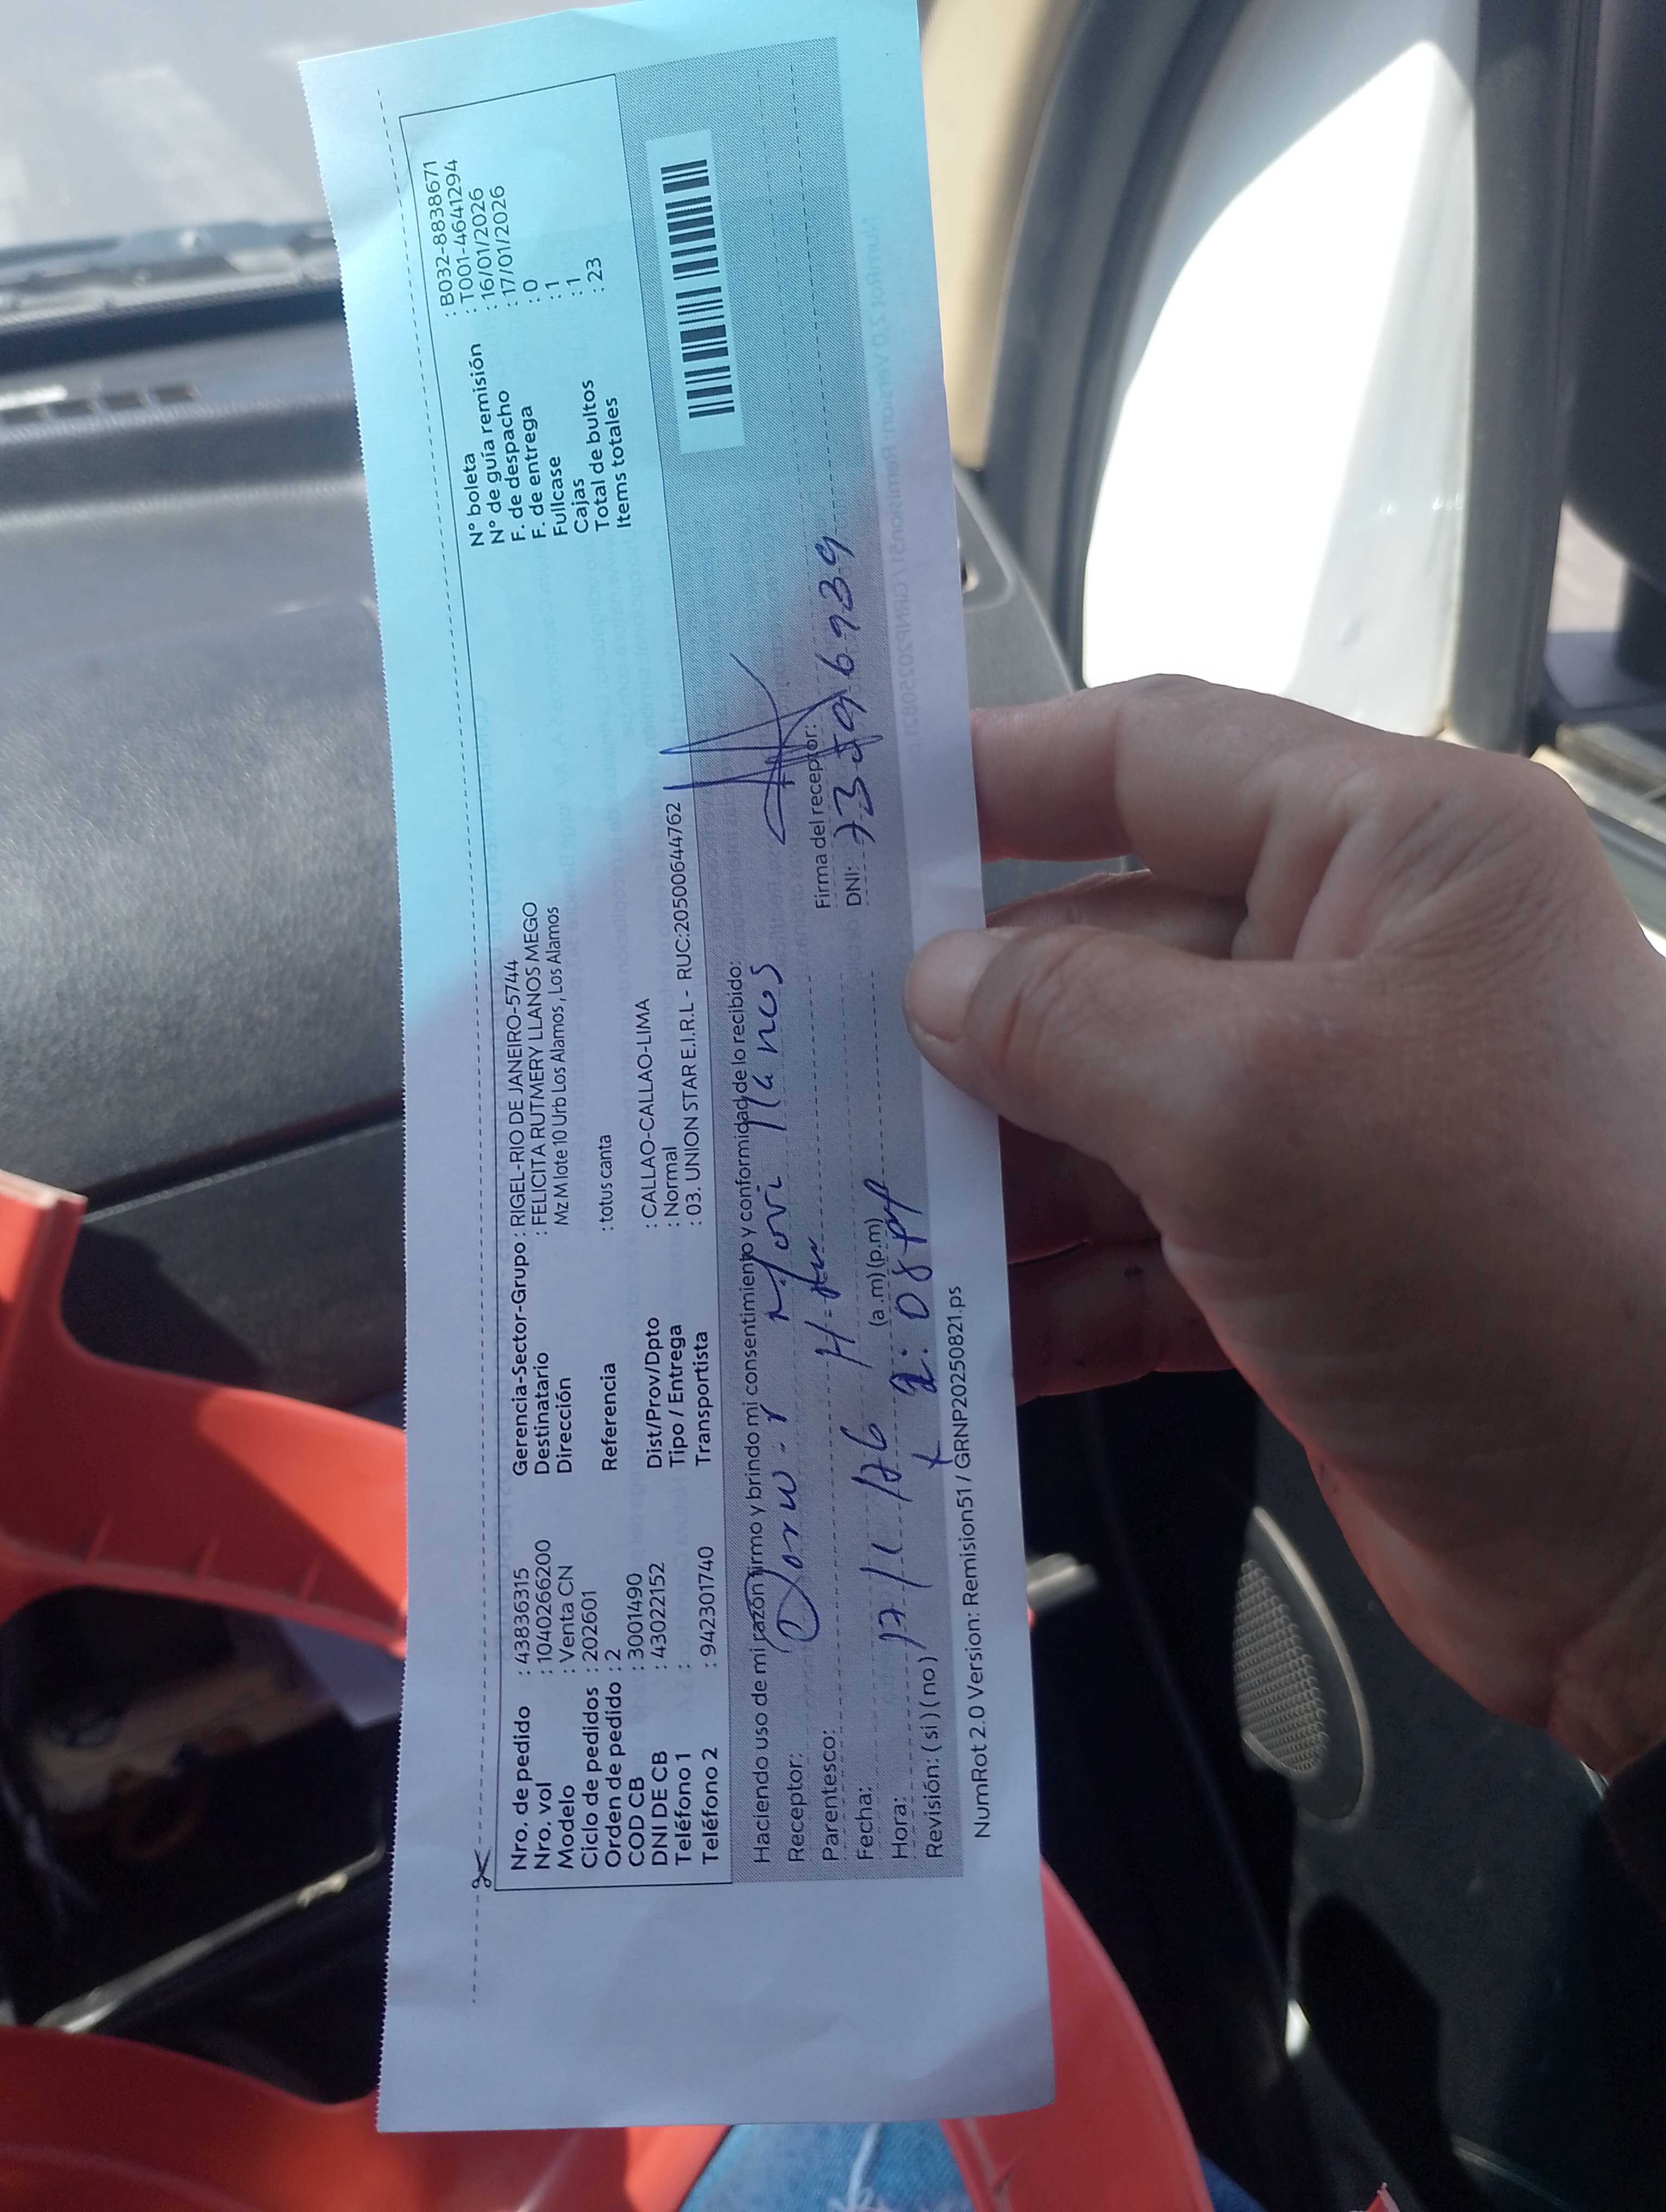 Nro. de pedido : 43836315
Nro. vol : 1040266200
Modelo : Venta CN
Ciclo de pedidos : 202601
Orden de pedido : 2
COD CB : 3001490
DNI DE CB : 43022152
Teléfono 1 :
Teléfono 2 : 942301740
Gerencia-Sector-Grupo : RIGEL-RIO DE JANEIRO-5744
Destinatario : FELICITA RUTMERY LLANOS MEGO
Dirección Mz M lote 10 Urb Los Alamos , Los Alamos
Referencia : totus canta
Dist/Prov/Dpto : CALLAO-CALLAO-LIMA
Tipo / Entrega : Normal
Transportista : 03. UNION STAR E.I.R.L - RUC:20500644762
N° boleta : B032-8838671
N° de guía remisión : T001-4641294
F. de despacho : 16/01/2026
F. de entrega : 17/01/2026
Fullcase : 0
Cajas : 1
Total de bultos : 1
Items totales : 23
Haciendo uso de mi razón firmo y brindo mi consentimiento y conformidad de lo recibido:
Receptor:
Parentesco:
Firma del receptor:
Fecha: 17/1/26
DNI:
Hora: 2:08 (a.m) (p.m)
Revisión: ( si ) ( no )
NumRot 2.0 Version: Remision51 / GRNP20250821.ps